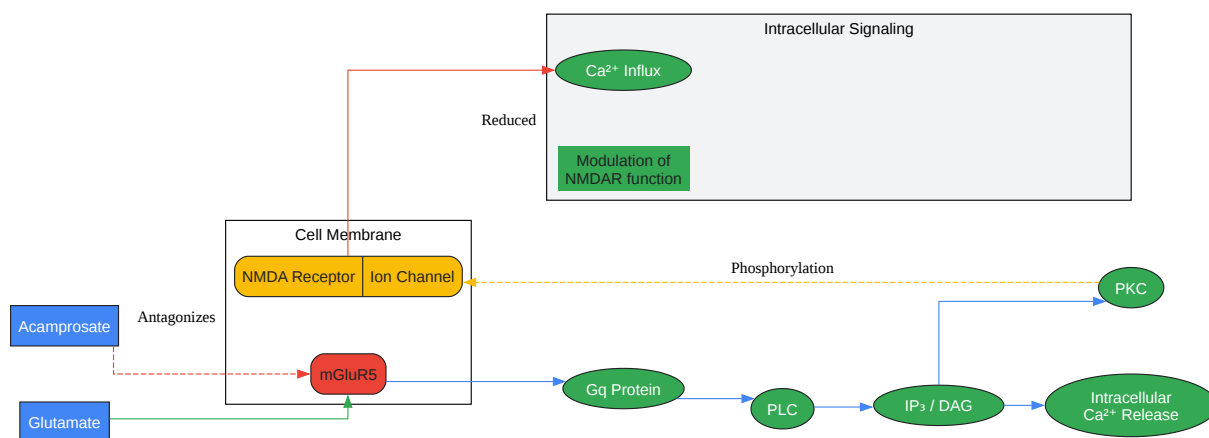 Intracellular Signaling
Ca²⁺ Influx
Reduced
Modulation of
NMDAR function
Cell Membrane
NMDA Receptor
Ion Channel
Phosphorylation
PKC
Acamprosate
Antagonizes
mGluR5
Gq Protein
PLC
IP₃ / DAG
Intracellular
Ca²⁺ Release
Glutamate